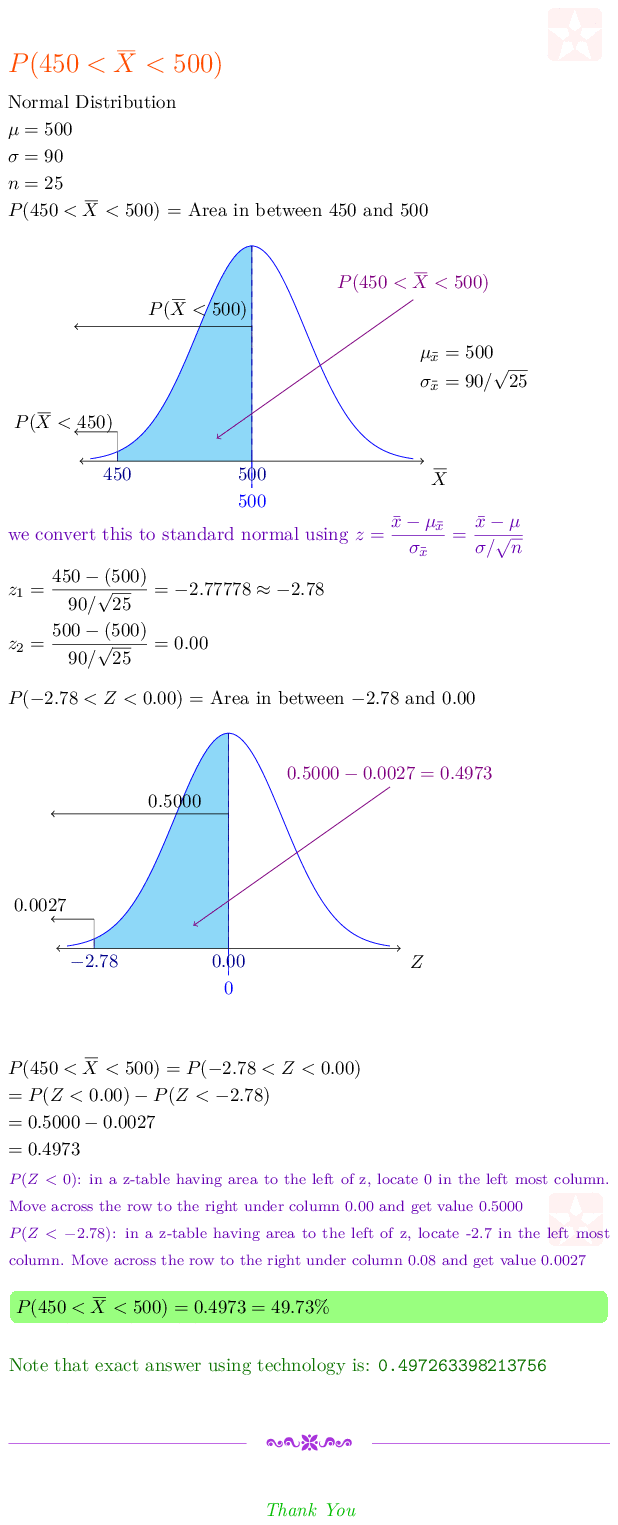 P(450 < X̅ < 500)
Normal Distribution
μ = 500
σ = 90
n = 25
P(450 < X̅ < 500) = Area in between 450 and 500
P(450 < X̅ < 500)
P(X̅ < 500)
μx̄ = 500
σx̄ = 90/√25
P(X̅ < 450)
450 500 X̅
500
we convert this to standard normal using z = (x̄ − μx̄)/σx̄ = (x̄ − μ)/(σ/√n)
z₁ = (450 − (500))/(90/√25) = −2.77778 ≈ −2.78
z₂ = (500 − (500))/(90/√25) = 0.00
P(−2.78 < Z < 0.00) = Area in between −2.78 and 0.00
0.5000 − 0.0027 = 0.4973
0.5000
0.0027
−2.78 0.00 Z
0
P(450 < X̅ < 500) = P(−2.78 < Z < 0.00)
= P(Z < 0.00) − P(Z < −2.78)
= 0.5000 − 0.0027
= 0.4973
P(Z < 0): in a z-table having area to the left of z, locate 0 in the left most column.
Move across the row to the right under column 0.00 and get value 0.5000
P(Z < −2.78): in a z-table having area to the left of z, locate -2.7 in the left most
column. Move across the row to the right under column 0.08 and get value 0.0027
P(450 < X̅ < 500) = 0.4973 = 49.73%
Note that exact answer using technology is: 0.497263398213756
Thank You